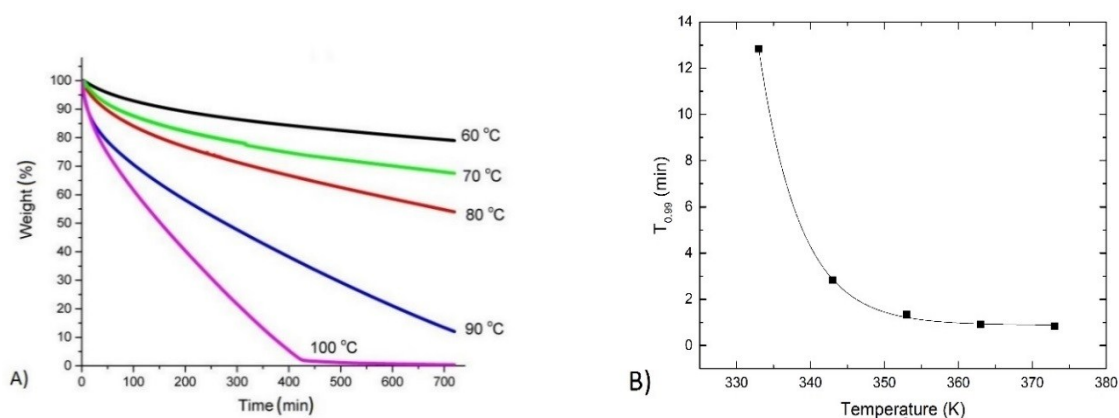 100
90
80
70
60
50
40
30
20
10
0
Weight (%)
60 °C
70 °C
80 °C
90 °C
100 °C
0 100 200 300 400 500 600 700
Time (min)
A)
14
12
10
8
6
4
2
0
T0.99 (min)
330 340 350 360 370 380
Temperature (K)
B)